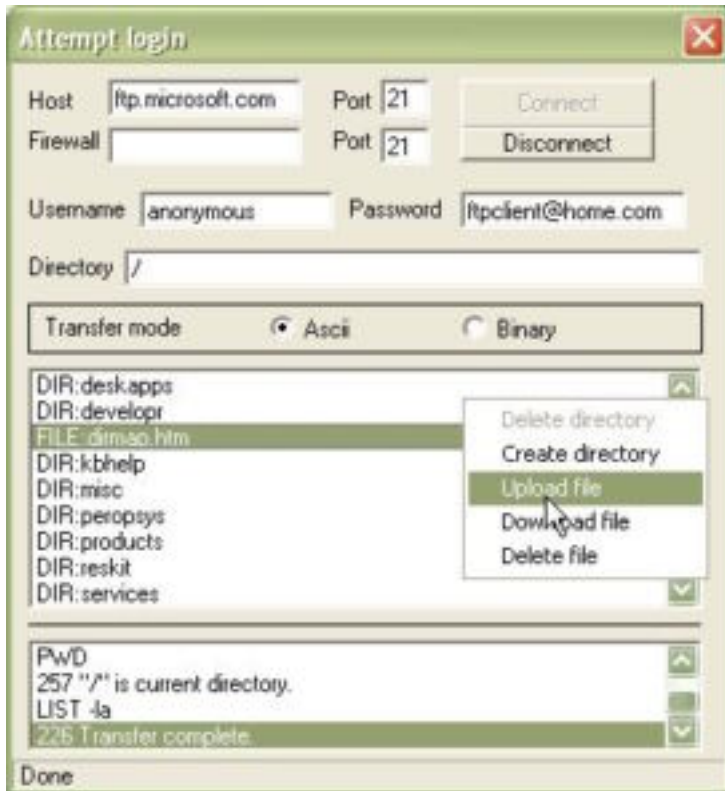 Attempt login
Host ftp.microsoft.com Port 21 Connect
Firewall Port 21 Disconnect
Username anonymous Password ftpclient@home.com
Directory /
Transfer mode Ascii Binary
DIR:deskapps
DIR:developr
FILE:dirmap.htm
DIR:kbhelp
DIR:misc
DIR:peropsys
DIR:products
DIR:reskit
DIR:services
Delete directory
Create directory
Upload file
Download file
Delete file
PWD
257 "/" is current directory.
LIST -la
226 Transfer complete.
Done